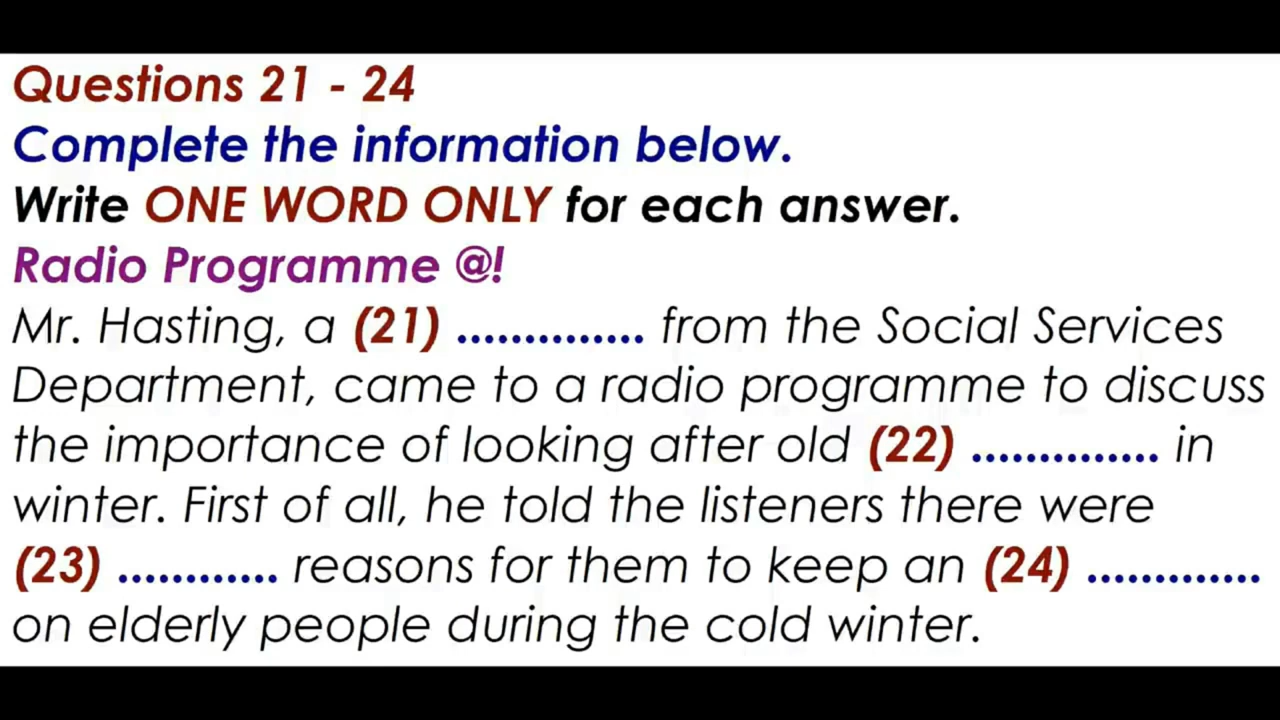 Questions 21 - 24
Complete the information below.
Write ONE WORD ONLY for each answer.
Radio Programme @!
Mr. Hasting, a (21) .............. from the Social Services
Department, came to a radio programme to discuss
the importance of looking after old (22) .............. in
winter. First of all, he told the listeners there were
(23) ............ reasons for them to keep an (24) .............
on elderly people during the cold winter.